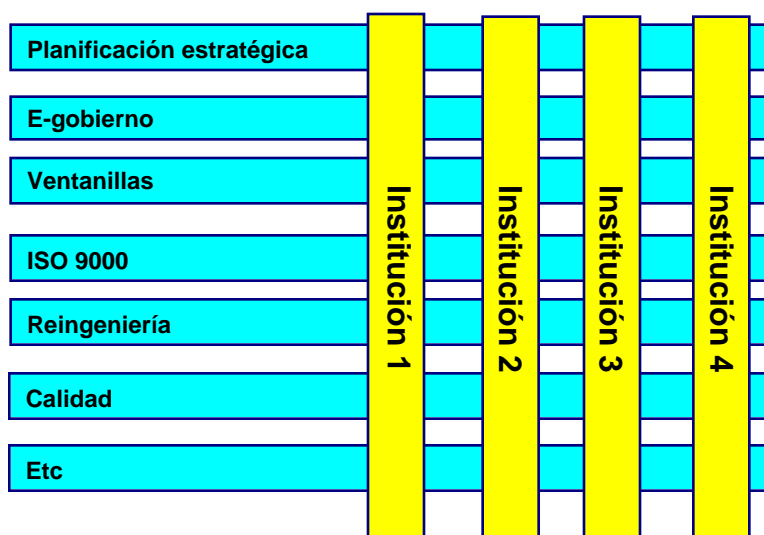 Planificación estratégica
E-gobierno
Ventanillas
ISO 9000
Reingeniería
Calidad
Etc
Institución 1
Institución 2
Institución 3
Institución 4